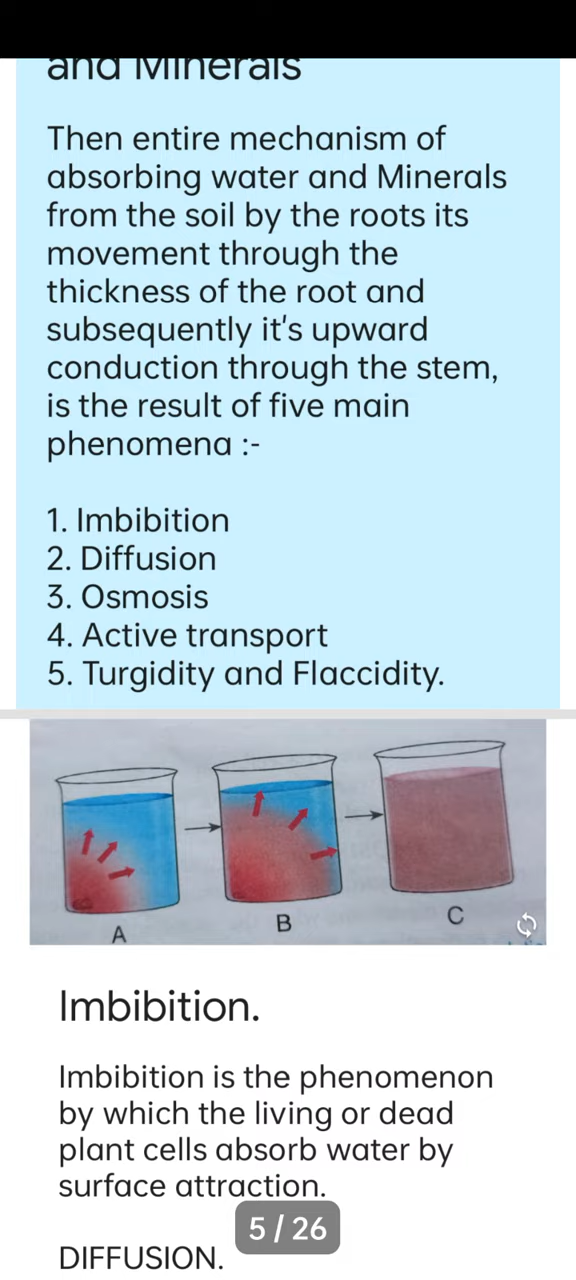 and Minerals
Then entire mechanism of
absorbing water and Minerals
from the soil by the roots its
movement through the
thickness of the root and
subsequently it's upward
conduction through the stem,
is the result of five main
phenomena :-
1. Imbibition
2. Diffusion
3. Osmosis
4. Active transport
5. Turgidity and Flaccidity.
A
B
C
Imbibition.
Imbibition is the phenomenon
by which the living or dead
plant cells absorb water by
surface attraction.
5 / 26
DIFFUSION.